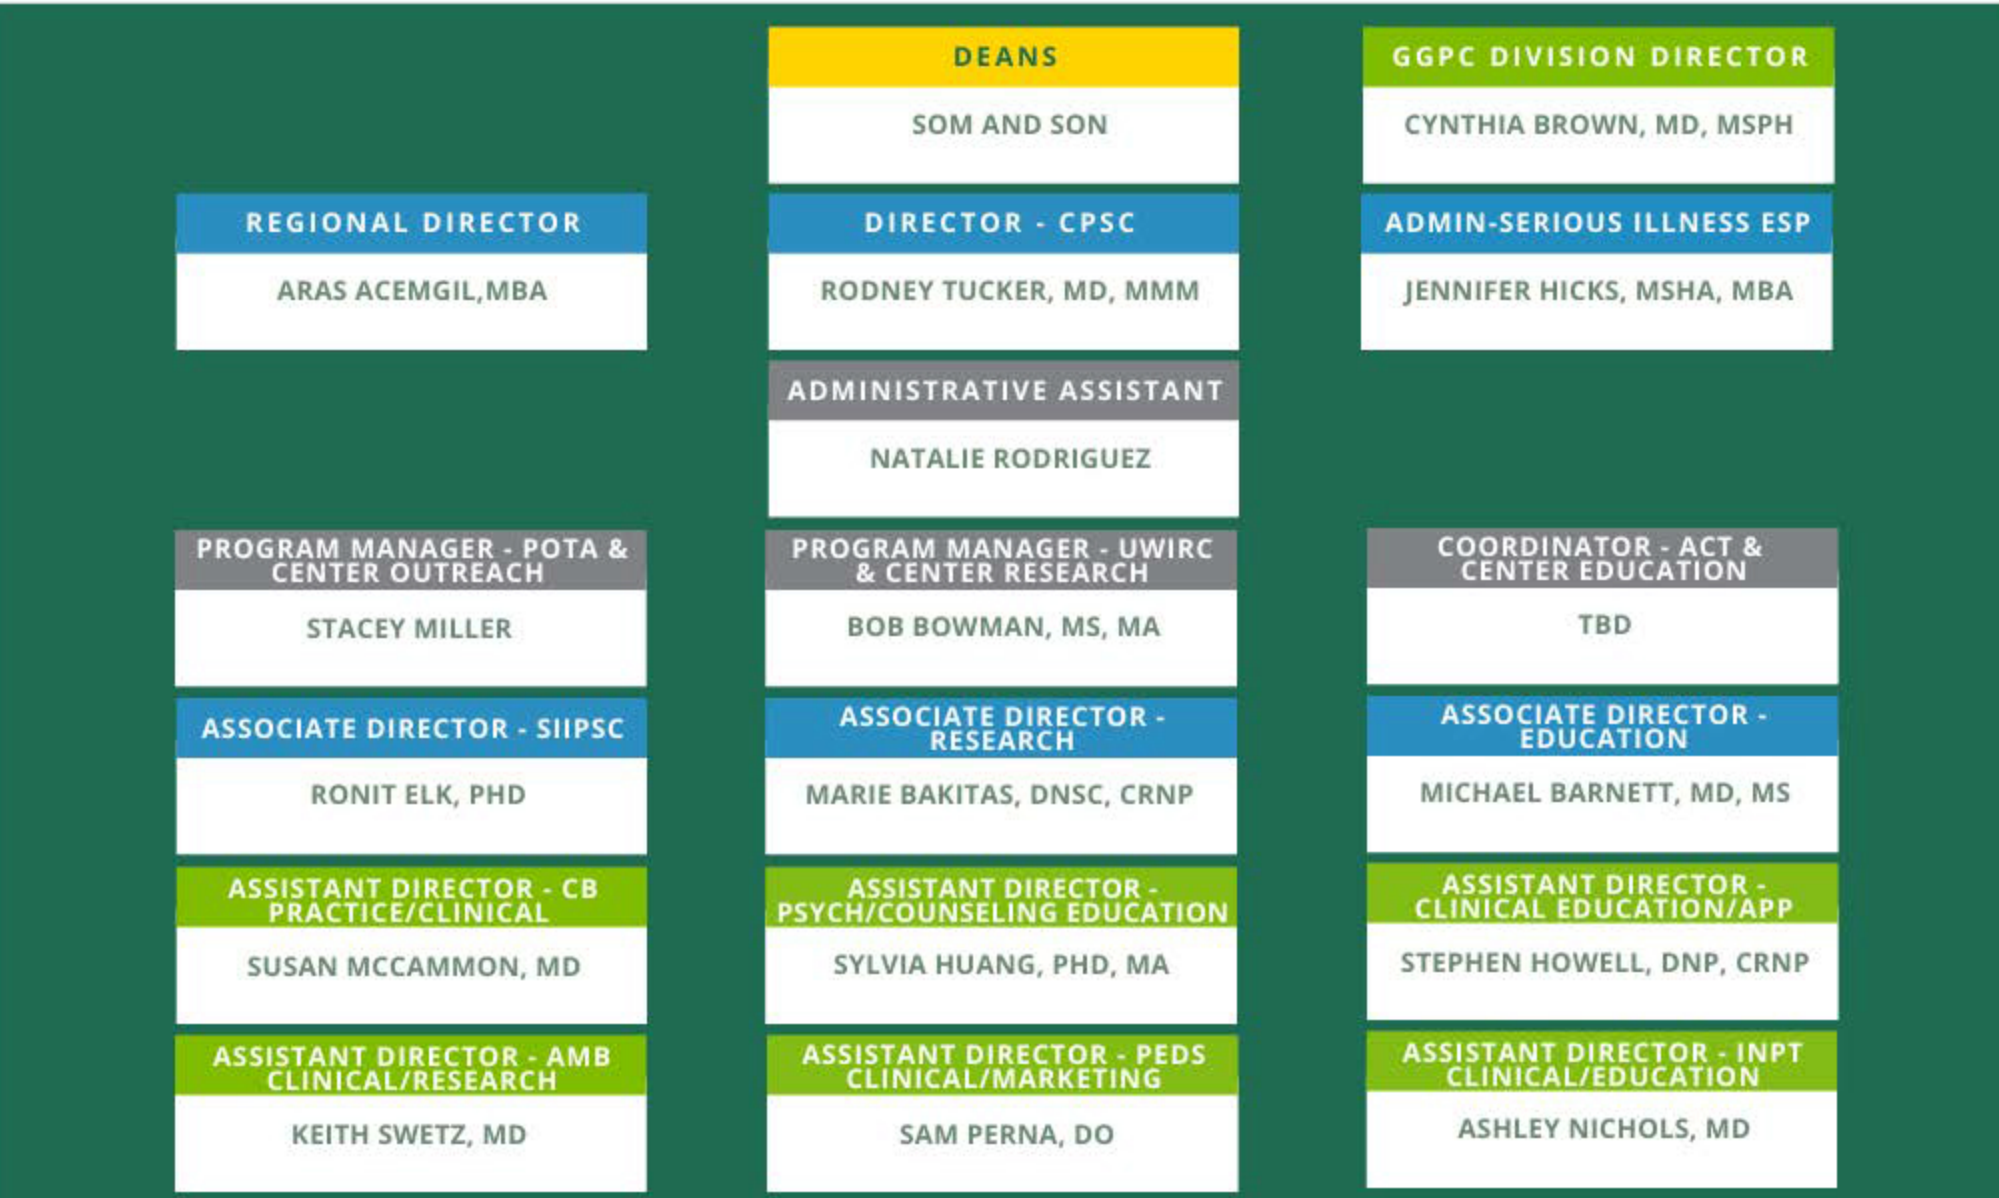 DEANS
SOM AND SON
GGPC DIVISION DIRECTOR
CYNTHIA BROWN, MD, MSPH
REGIONAL DIRECTOR
ARAS ACEMGIL,MBA
DIRECTOR - CPSC
RODNEY TUCKER, MD, MMM
ADMIN-SERIOUS ILLNESS ESP
JENNIFER HICKS, MSHA, MBA
ADMINISTRATIVE ASSISTANT
NATALIE RODRIGUEZ
PROGRAM MANAGER - POTA &
CENTER OUTREACH
STACEY MILLER
PROGRAM MANAGER - UWIRC
& CENTER RESEARCH
BOB BOWMAN, MS, MA
COORDINATOR - ACT &
CENTER EDUCATION
TBD
ASSOCIATE DIRECTOR - SIIPSC
RONIT ELK, PHD
ASSOCIATE DIRECTOR -
RESEARCH
MARIE BAKITAS, DNSC, CRNP
ASSOCIATE DIRECTOR -
EDUCATION
MICHAEL BARNETT, MD, MS
ASSISTANT DIRECTOR - CB
PRACTICE/CLINICAL
SUSAN MCCAMMON, MD
ASSISTANT DIRECTOR -
PSYCH/COUNSELING EDUCATION
SYLVIA HUANG, PHD, MA
ASSISTANT DIRECTOR -
CLINICAL EDUCATION/APP
STEPHEN HOWELL, DNP, CRNP
ASSISTANT DIRECTOR - AMB
CLINICAL/RESEARCH
KEITH SWETZ, MD
ASSISTANT DIRECTOR - PEDS
CLINICAL/MARKETING
SAM PERNA, DO
ASSISTANT DIRECTOR - INPT
CLINICAL/EDUCATION
ASHLEY NICHOLS, MD